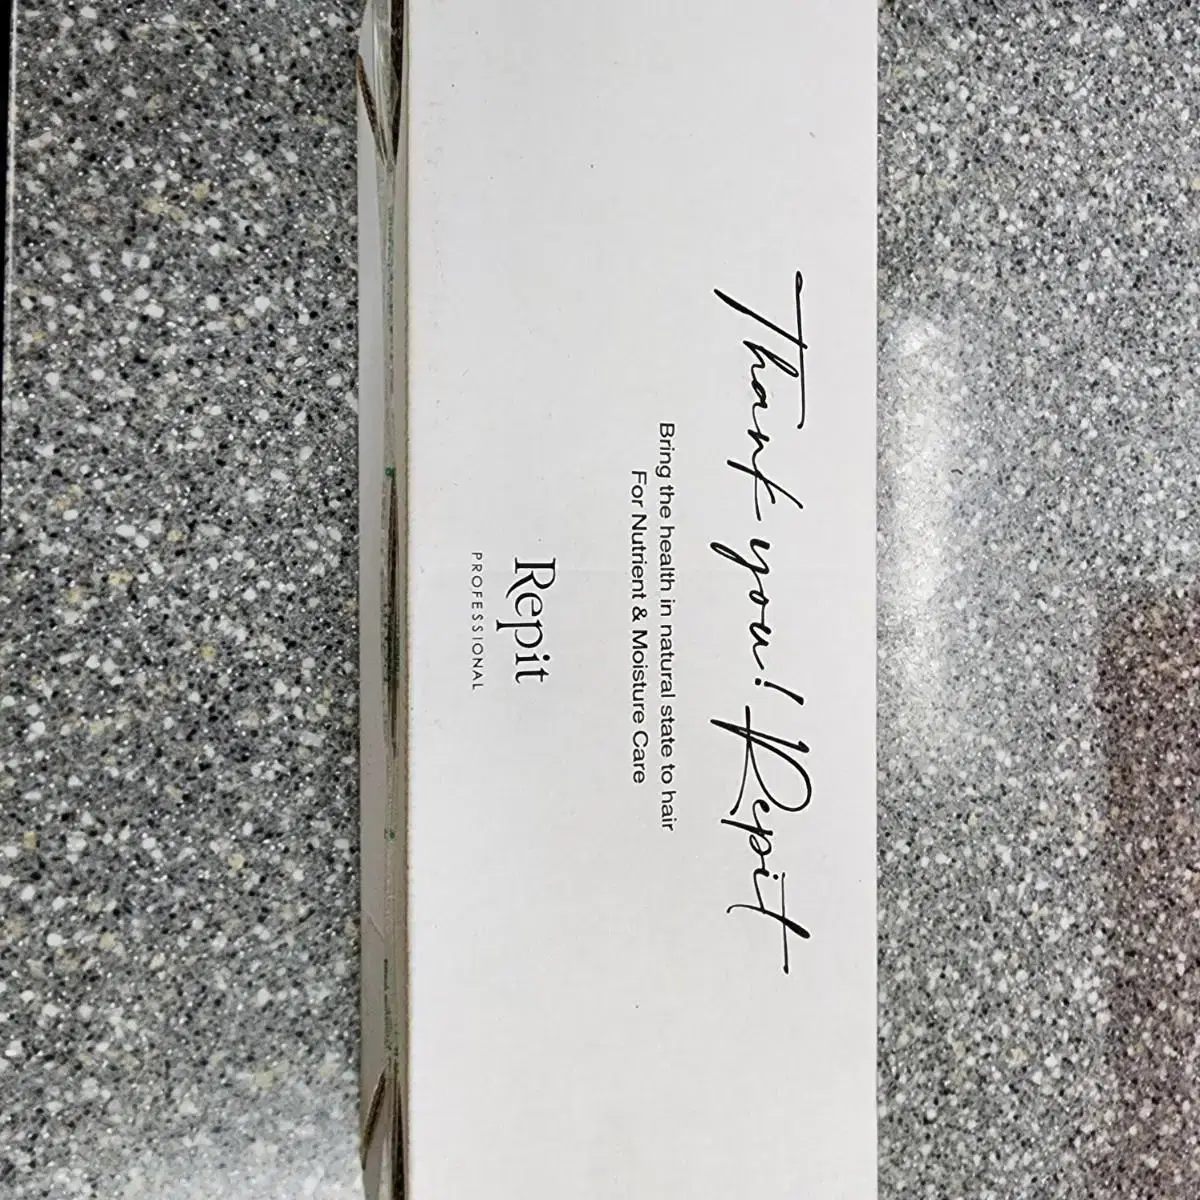 Thank you! Repit
Bring the health in natural state to hair
For Nutrient & Moisture Care
Repit
PROFESSIONAL